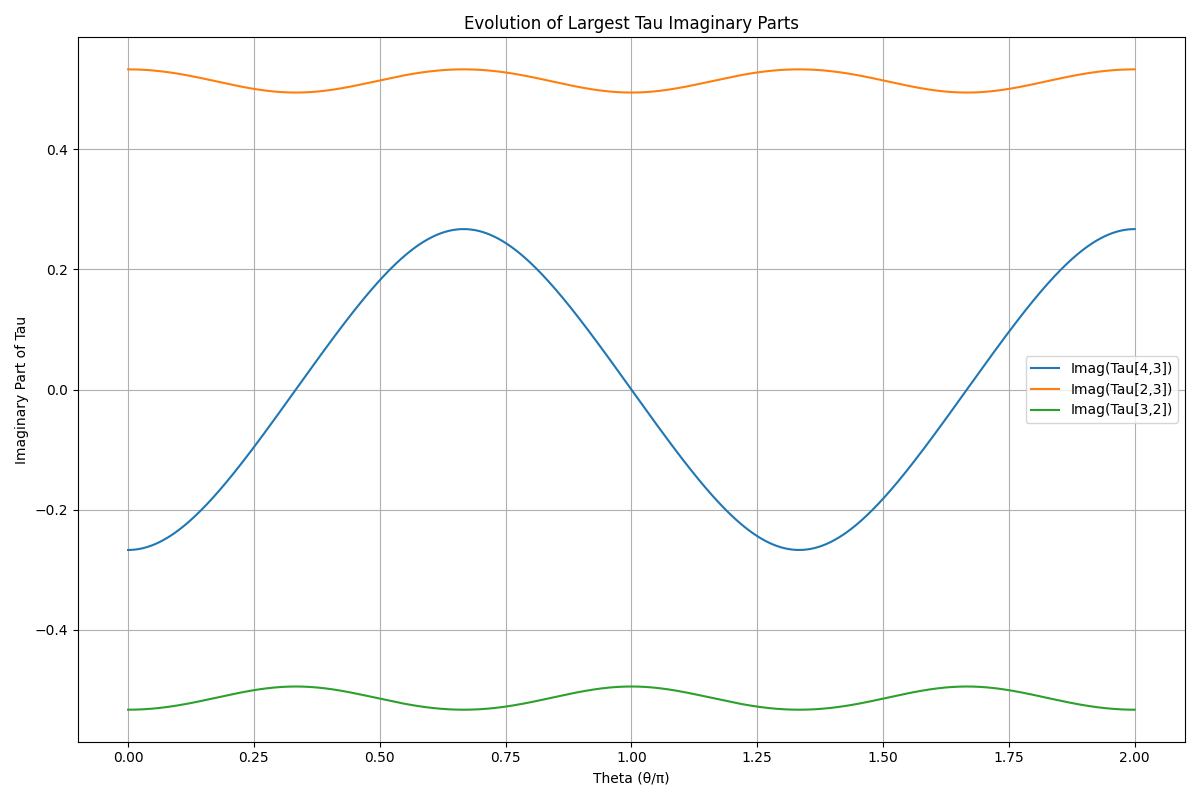 Evolution of Largest Tau Imaginary Parts
Imaginary Part of Tau
0.4
0.2
0.0
−0.2
−0.4
Imag(Tau[4,3])
Imag(Tau[2,3])
Imag(Tau[3,2])
0.00 0.25 0.50 0.75 1.00 1.25 1.50 1.75 2.00
Theta (θ/π)